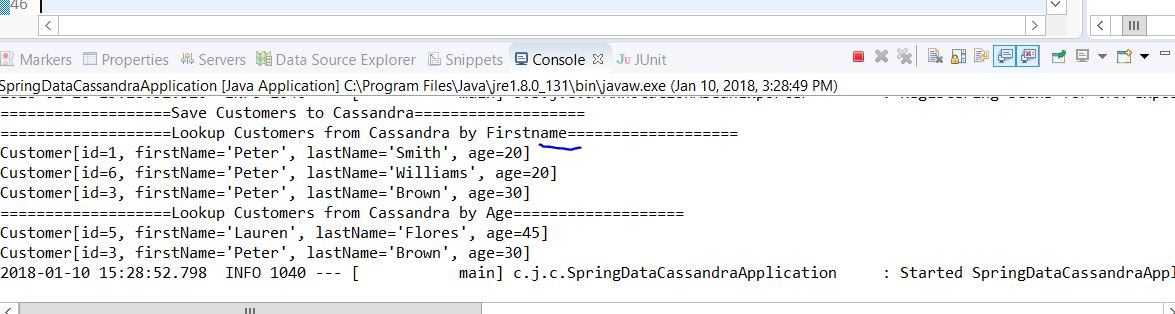 46
Markers Properties Servers Data Source Explorer Snippets Console JUnit
SpringDataCassandraApplication [Java Application] C:\Program Files\Java\jre1.8.0_131\bin\javaw.exe (Jan 10, 2018, 3:28:49 PM)
===================Save Customers to Cassandra===================
===================Lookup Customers from Cassandra by Firstname===================
Customer[id=1, firstName='Peter', lastName='Smith', age=20]
Customer[id=6, firstName='Peter', lastName='Williams', age=20]
Customer[id=3, firstName='Peter', lastName='Brown', age=30]
===================Lookup Customers from Cassandra by Age===================
Customer[id=5, firstName='Lauren', lastName='Flores', age=45]
Customer[id=3, firstName='Peter', lastName='Brown', age=30]
2018-01-10 15:28:52.798  INFO 1040 --- [           main] c.j.c.SpringDataCassandraApplication     : Started SpringDataCassandraAppl